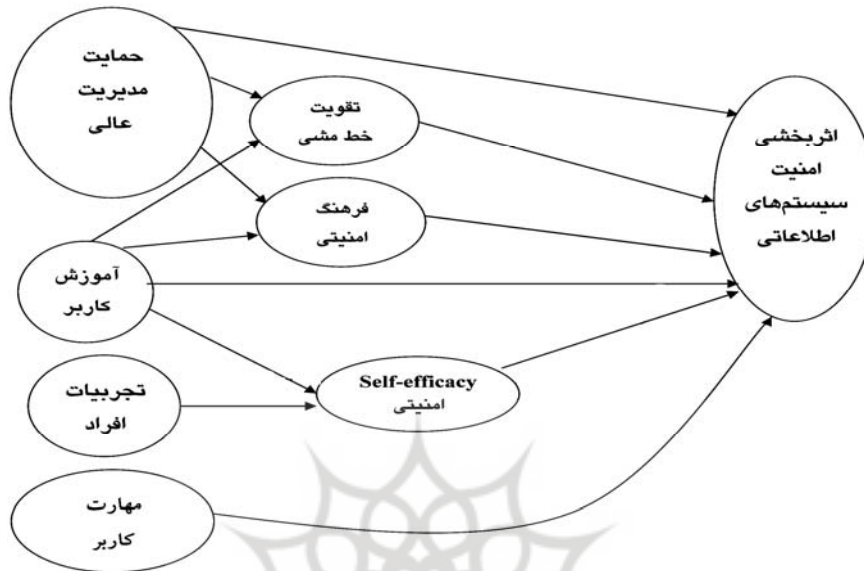 حمایت
مدیریت
عالی
تقویت
خط مشی
فرهنگ
امنیتی
اثربخشی
امنیت
سیستم‌های
اطلاعاتی
آموزش
کاربر
Self-efficacy
امنیتی
تجربیات
افراد
مهارت
کاربر